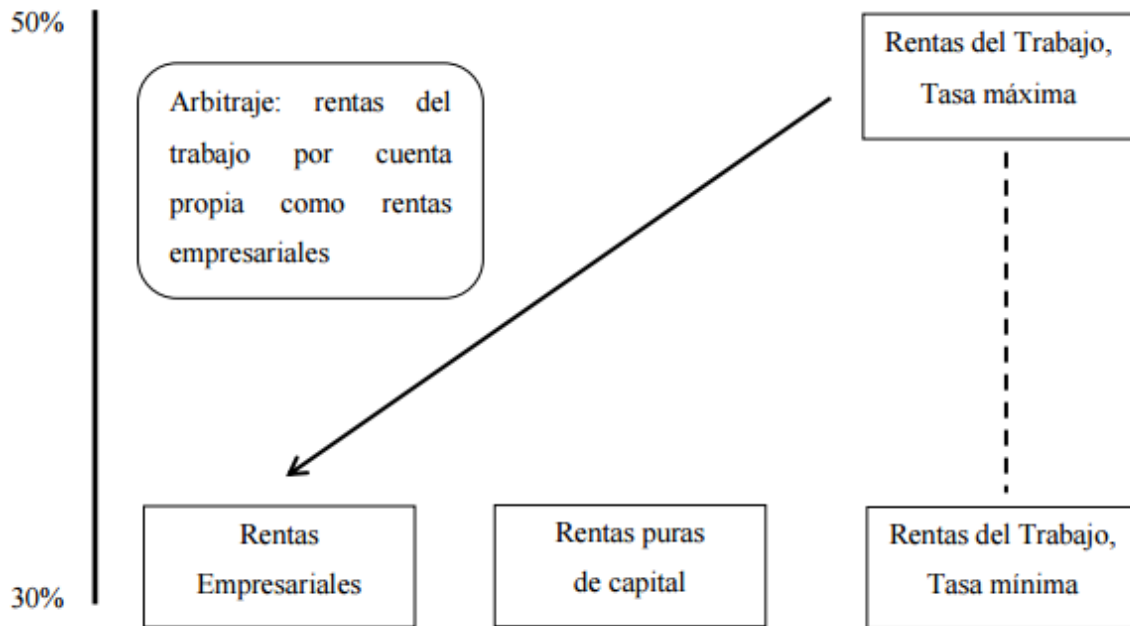 50%
Rentas del Trabajo,
Tasa máxima
Arbitraje: rentas del
trabajo por cuenta
propia como rentas
empresariales
Rentas
Empresariales
Rentas puras
de capital
Rentas del Trabajo,
Tasa mínima
30%